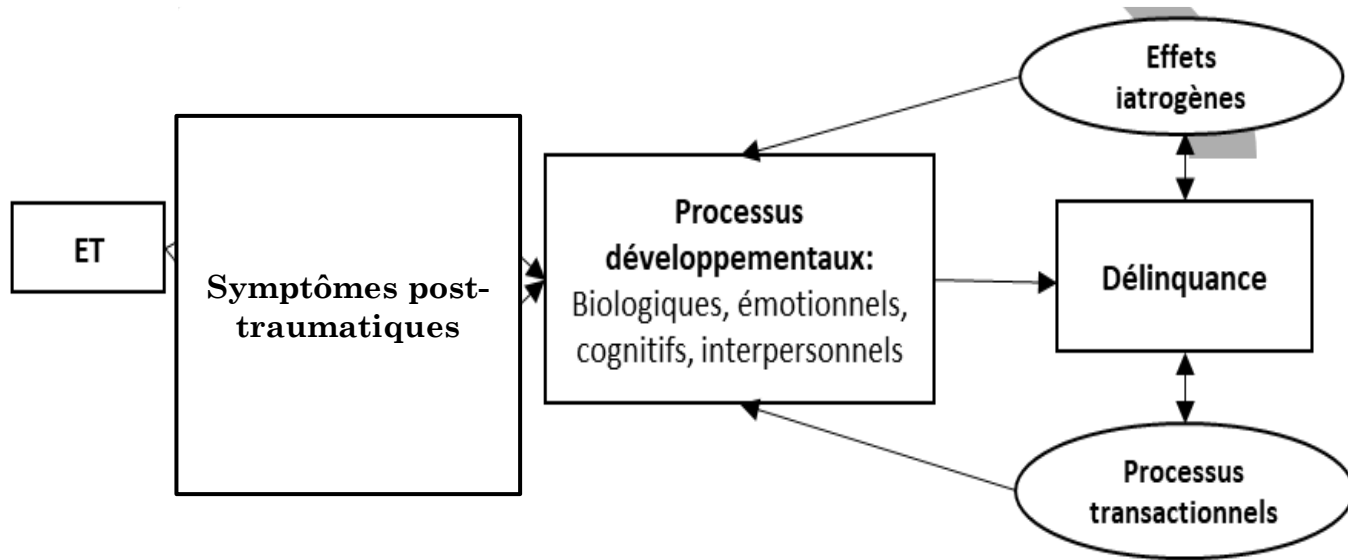 Effets
iatrogènes
ET
Symptômes post-
traumatiques
Processus
développementaux:
Biologiques, émotionnels,
cognitifs, interpersonnels
Délinquance
Processus
transactionnels